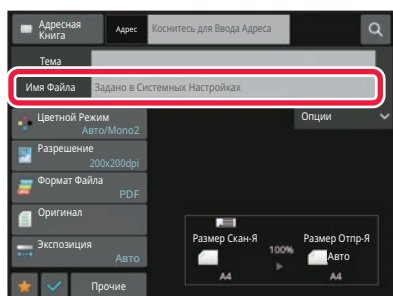 Адресная Книга
Адрес
Коснитесь для Ввода Адреса
Тема
Имя Файла
Задано в Системных Настройках
Цветной Режим
Авто/Mono2
Опции
Разрешение
200x200dpi
Формат Файла
PDF
Оригинал
Экспозиция
Авто
Размер Скан-Я
100%
Размер Отпр-Я
Авто
A4
A4
Прочие